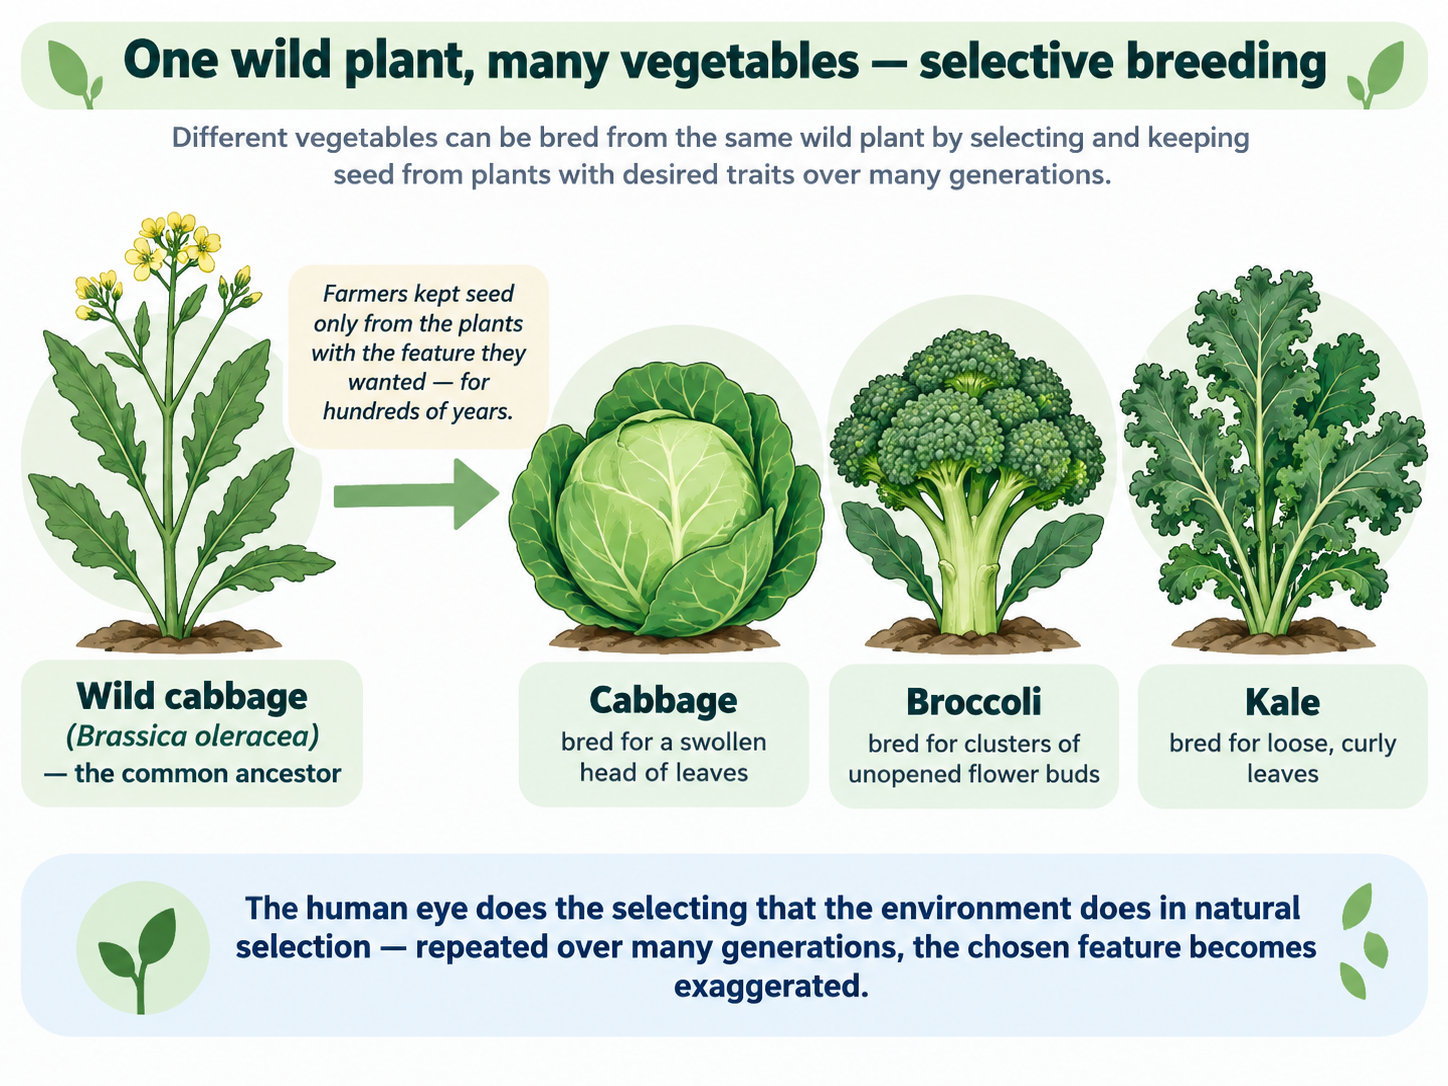 One wild plant, many vegetables — selective breeding
Different vegetables can be bred from the same wild plant by selecting and keeping
seed from plants with desired traits over many generations.
Farmers kept seed
only from the plants
with the feature they
wanted — for
hundreds of years.
Wild cabbage
(Brassica oleracea)
— the common ancestor
Cabbage
bred for a swollen
head of leaves
Broccoli
bred for clusters of
unopened flower buds
Kale
bred for loose, curly
leaves
The human eye does the selecting that the environment does in natural
selection — repeated over many generations, the chosen feature becomes
exaggerated.